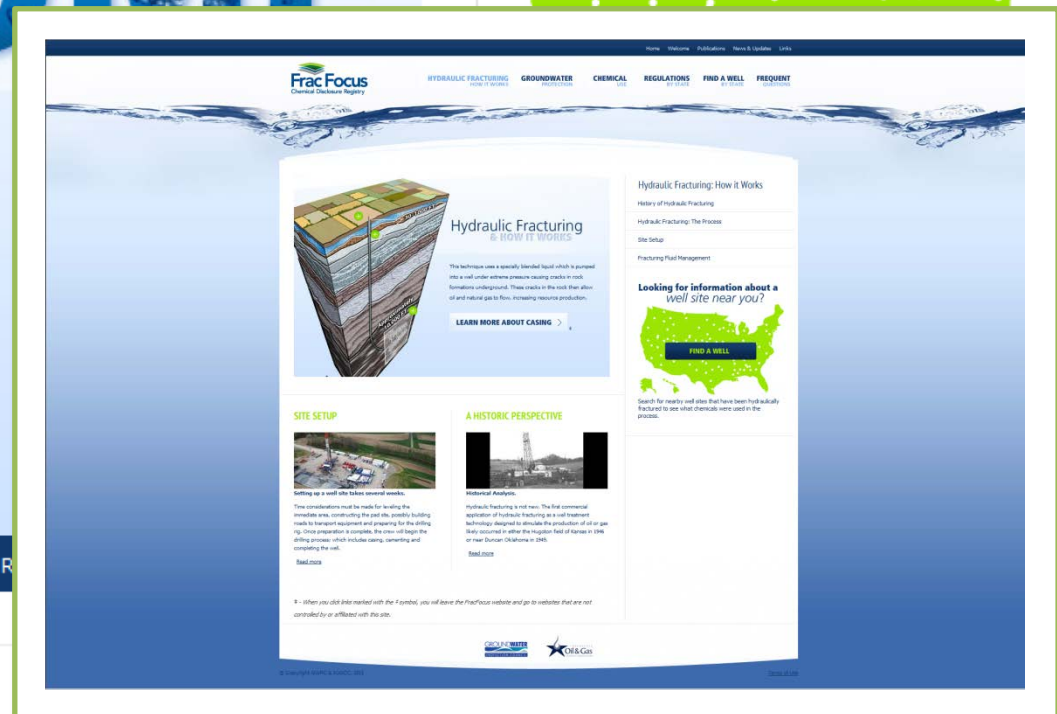 R
Home Welcome Publications News & Updates Links
Frac Focus
Chemical Disclosure Registry
HYDRAULIC FRACTURING GROUNDWATER CHEMICAL REGULATIONS FIND A WELL FREQUENT
HOW IT WORKS PROTECTION USE BY STATE BY STATE QUESTIONS
Hydraulic Fracturing
& HOW IT WORKS
This technique uses a specially blended liquid which is pumped
into a well under extreme pressure causing cracks in rock
formations underground. These cracks in the rock then allow
oil and natural gas to flow, increasing resource production.
LEARN MORE ABOUT CASING >
Hydraulic Fracturing: How it Works
History of Hydraulic Fracturing
Hydraulic Fracturing: The Process
Site Setup
Fracturing Fluid Management
Looking for information about a
well site near you?
FIND A WELL
Search for nearby well sites that have been hydraulically
fractured to see what chemicals were used in the
process.
SITE SETUP
Setting up a well site takes several weeks.
Time considerations must be made for leveling the
immediate area, constructing the pad site, possibly building
roads to transport equipment and preparing for the drilling
rig. Once preparation is complete, the crew will begin the
drilling process: which includes casing, cementing and
completing the well.
Read more
A HISTORIC PERSPECTIVE
Historical Analysis.
Hydraulic fracturing is not new. The first commercial
application of hydraulic fracturing as a well treatment
technology designed to stimulate the production of oil or gas
likely occurred in either the Hugoton field of Kansas in 1946
or near Duncan Oklahoma in 1949.
Read more
‡ - When you click links marked with the ‡ symbol, you will leave the FracFocus website and go to websites that are not
controlled by or affiliated with this site.
GROUNDWATER
PROTECTION COUNCIL
Oil & Gas
© Copyright GWPC & IOGCC, 2011
Terms of Use